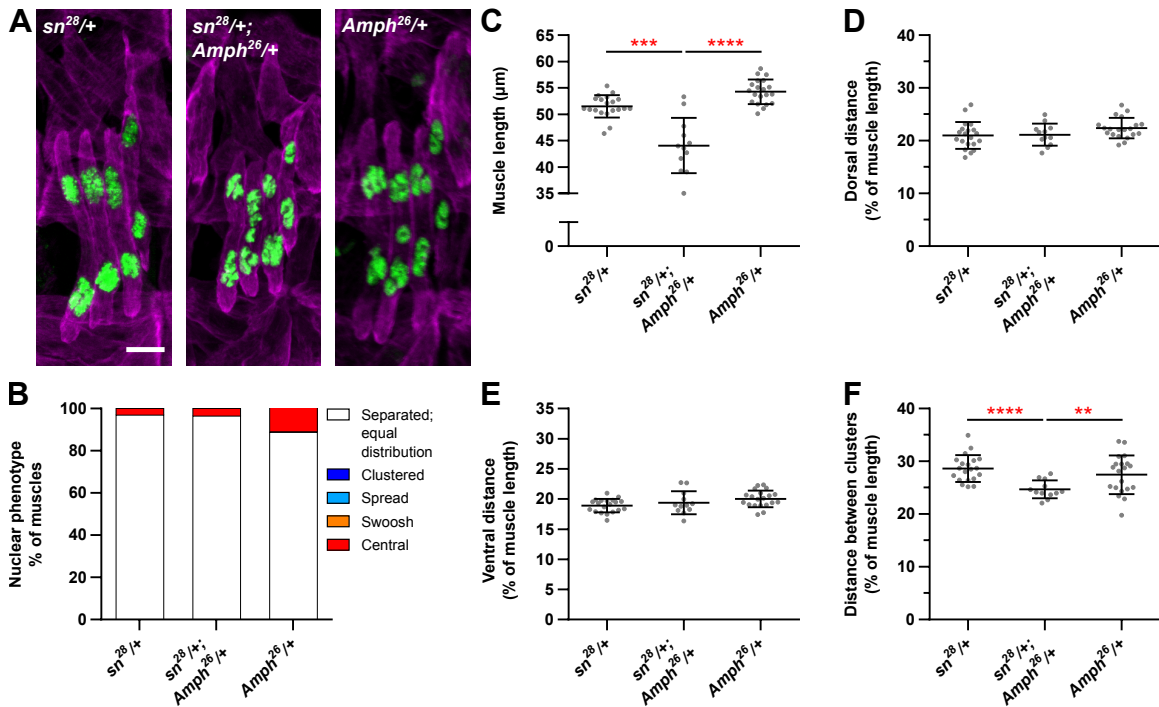 A
sn28/+
sn28/+;
Amph26/+
Amph26/+
B
Nuclear phenotype
% of muscles
100
80
60
40
20
0
sn28/+
sn28/+;
Amph26/+
Amph26/+
Separated;
equal
distribution
Clustered
Spread
Swoosh
Central
C
Muscle length (µm)
65
60
55
50
45
40
35
0
***
****
sn28/+
sn28/+;
Amph26/+
Amph26/+
D
Dorsal distance
(% of muscle length)
40
30
20
10
0
sn28/+
sn28/+;
Amph26/+
Amph26/+
E
Ventral distance
(% of muscle length)
35
30
25
20
15
10
5
0
sn28/+
sn28/+;
Amph26/+
Amph26/+
F
Distance between clusters
(% of muscle length)
40
30
20
10
0
****
**
sn28/+
sn28/+;
Amph26/+
Amph26/+